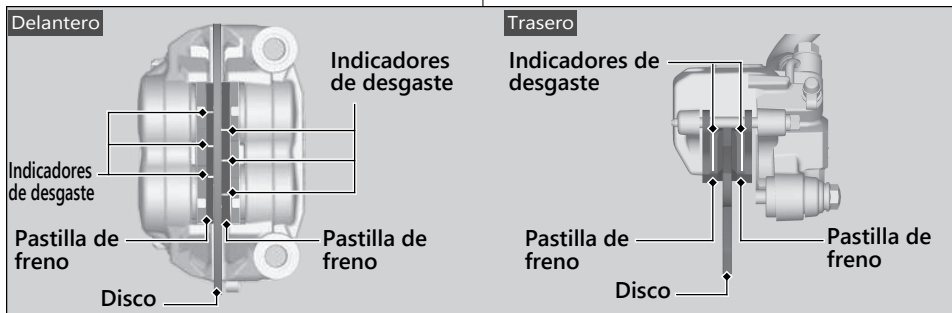 Delantero
Indicadores
de desgaste
Indicadores
de desgaste
Pastilla de
freno
Pastilla de
freno
Disco
Trasero
Indicadores de
desgaste
Pastilla de
freno
Pastilla de
freno
Disco